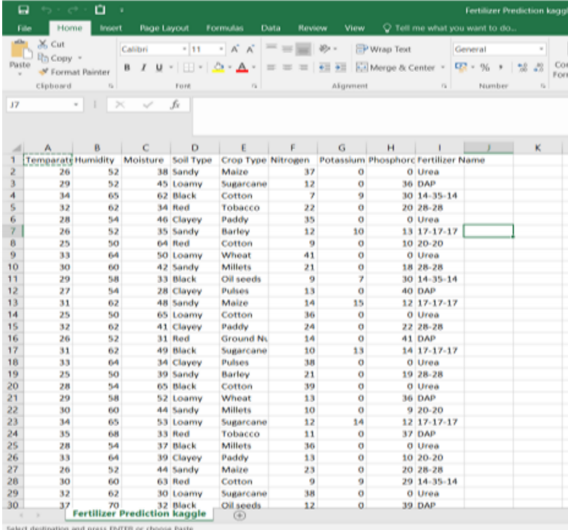 Fertilizer Prediction kaggl
File Home Insert Page Layout Formulas Data Review View Tell me what you want to do...
Cut Calibri 11 A A Wrap Text General
Paste Copy B I U A Merge & Center % Co
Format Painter For
Clipboard Font Alignment Number
J7 fx
A B C D E F G H I J K
1 Temparat Humidity Moisture Soil Type Crop Type Nitrogen Potassium Phosphorc Fertilizer Name
2 26 52 38 Sandy Maize 37 0 0 Urea
3 29 52 45 Loamy Sugarcane 12 0 36 DAP
4 34 65 62 Black Cotton 7 9 30 14-35-14
5 32 62 34 Red Tobacco 22 0 20 28-28
6 28 54 46 Clayey Paddy 35 0 0 Urea
7 26 52 35 Sandy Barley 12 10 13 17-17-17
8 25 50 64 Red Cotton 9 0 10 20-20
9 33 64 50 Loamy Wheat 41 0 0 Urea
10 30 60 42 Sandy Millets 21 0 18 28-28
11 29 58 33 Black Oil seeds 9 7 30 14-35-14
12 27 54 28 Clayey Pulses 13 0 40 DAP
13 31 62 48 Sandy Maize 14 15 12 17-17-17
14 25 50 65 Loamy Cotton 36 0 0 Urea
15 32 62 41 Clayey Paddy 24 0 22 28-28
16 26 52 31 Red Ground Nu 14 0 41 DAP
17 31 62 49 Black Sugarcane 10 13 14 17-17-17
18 33 64 34 Clayey Pulses 38 0 0 Urea
19 25 50 39 Sandy Barley 21 0 19 28-28
20 28 54 65 Black Cotton 39 0 0 Urea
21 29 58 52 Loamy Wheat 13 0 36 DAP
22 30 60 44 Sandy Millets 10 0 9 20-20
23 34 65 53 Loamy Sugarcane 12 14 12 17-17-17
24 35 68 33 Red Tobacco 11 0 37 DAP
25 28 54 37 Black Millets 36 0 0 Urea
26 33 64 39 Clayey Paddy 13 0 10 20-20
27 26 52 44 Sandy Maize 23 0 20 28-28
28 30 60 63 Red Cotton 9 9 29 14-35-14
29 32 62 30 Loamy Sugarcane 38 0 0 Urea
30 37 70 32 Black Oil seeds 12 0 39 DAP
Fertilizer Prediction kaggle
Select destination and press ENTER or choose Paste